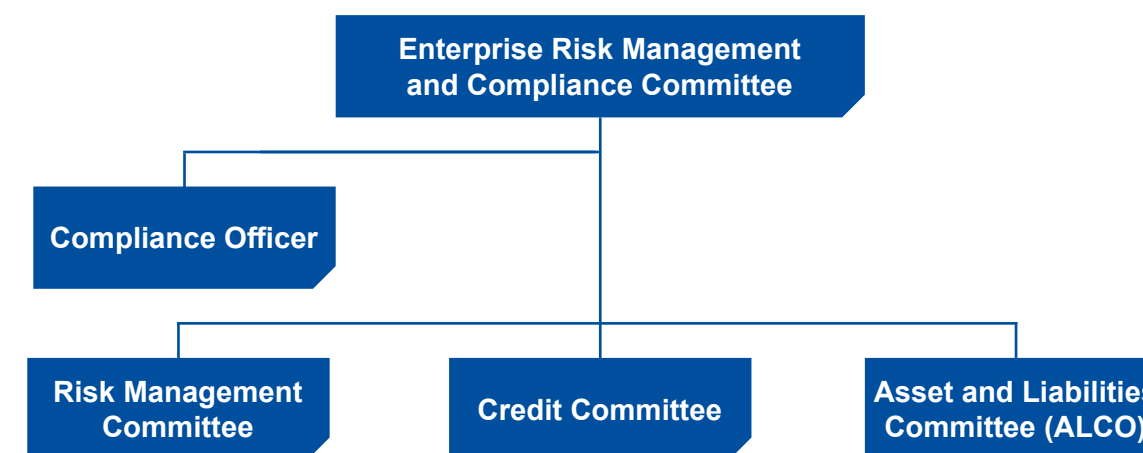 Enterprise Risk Management
and Compliance Committee
Compliance Officer
Risk Management
Committee
Credit Committee
Asset and Liabilities
Committee (ALCO)